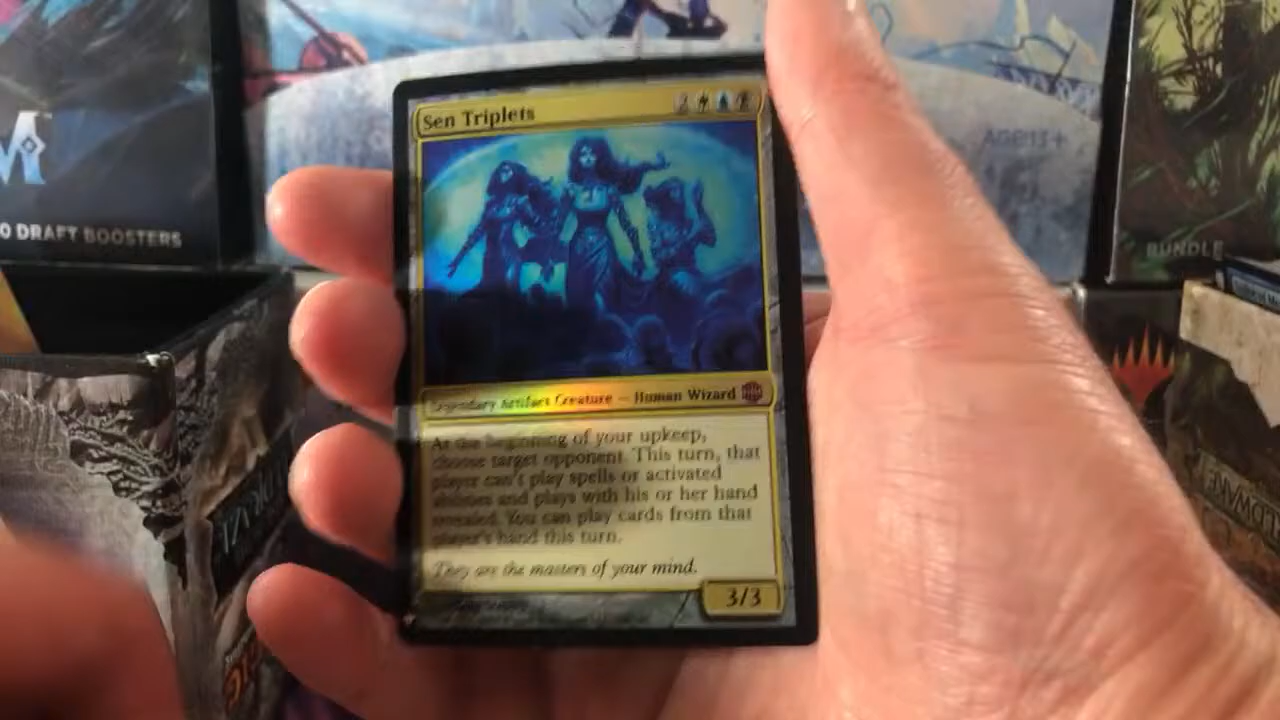 Sen Triplets
Legendary Artifact Creature — Human Wizard
At the beginning of your upkeep,
choose target opponent. This turn, that
player can't play spells or activated
abilities and plays with his or her hand
revealed. You can play cards from that
player's hand this turn.
They are the masters of your mind.
3/3
Ages 13+
DRAFT BOOSTERS
BUNDLE